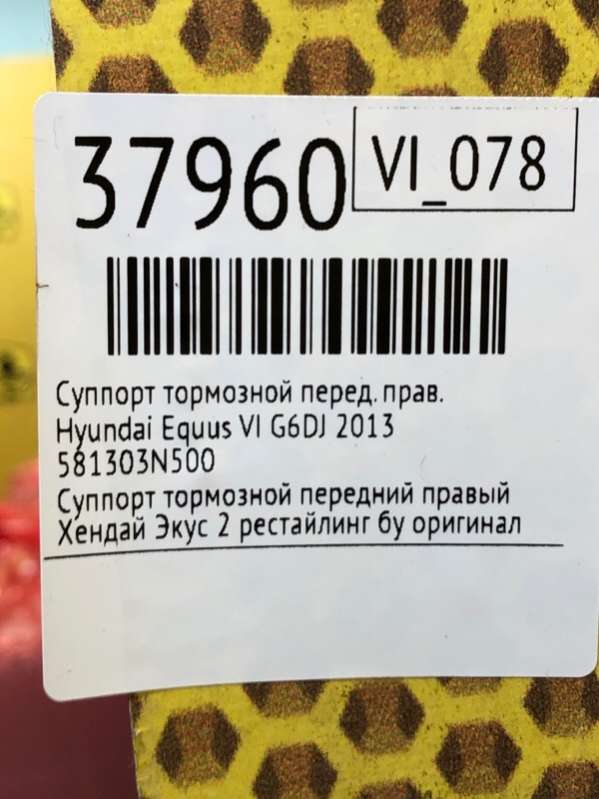 37960
VI_078
Суппорт тормозной перед. прав.
Hyundai Equus VI G6DJ 2013
581303N500
Суппорт тормозной передний правый
Хендай Экус 2 рестайлинг бу оригинал